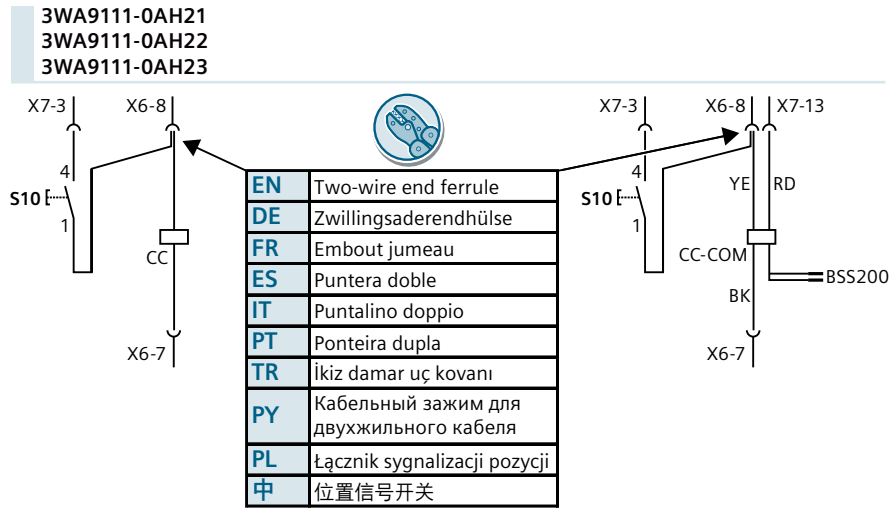 3WA9111-0AH21
3WA9111-0AH22
3WA9111-0AH23
X7-3
X6-8
4
S10
1
CC
X6-7
EN Two-wire end ferrule
DE Zwillingsaderendhülse
FR Embout jumeau
ES Puntera doble
IT Puntalino doppio
PT Ponteira dupla
TR İkiz damar uç kovanı
PY Кабельный зажим для
двухжильного кабеля
PL Łącznik sygnalizacji pozycji
中 位置信号开关
X7-3
X6-8
X7-13
4
S10
1
YE
RD
CC-COM
BSS200
BK
X6-7